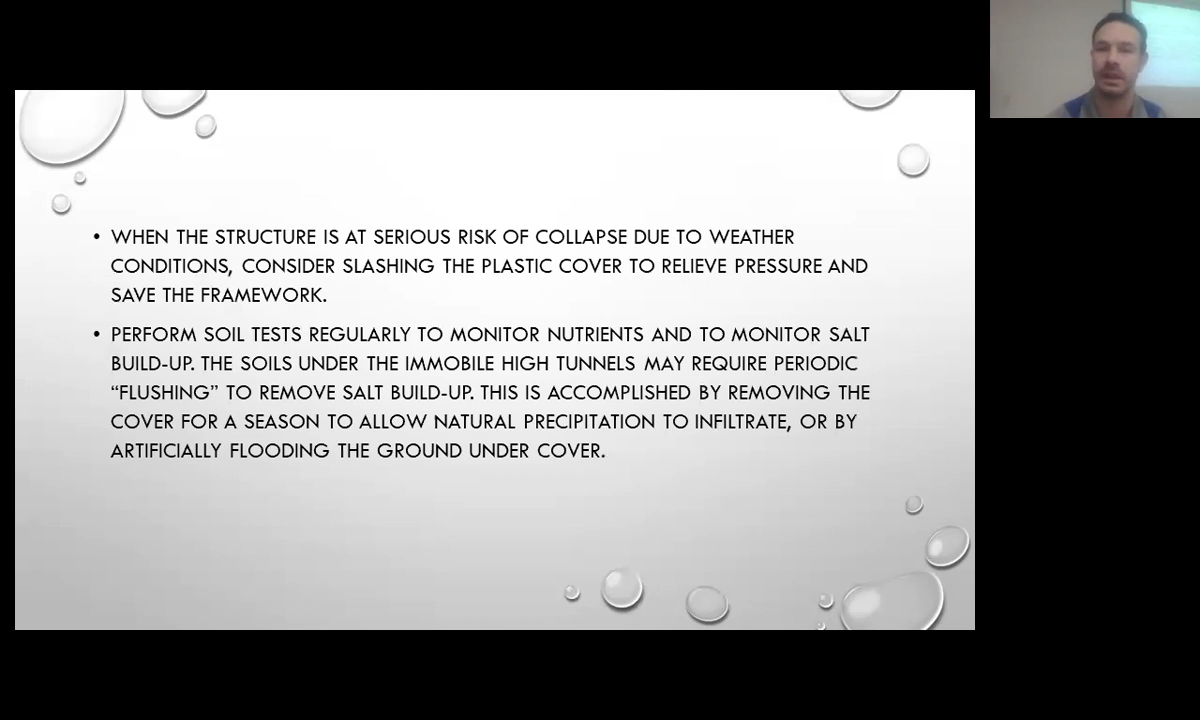 • WHEN THE STRUCTURE IS AT SERIOUS RISK OF COLLAPSE DUE TO WEATHER
CONDITIONS, CONSIDER SLASHING THE PLASTIC COVER TO RELIEVE PRESSURE AND
SAVE THE FRAMEWORK.
• PERFORM SOIL TESTS REGULARLY TO MONITOR NUTRIENTS AND TO MONITOR SALT
BUILD-UP. THE SOILS UNDER THE IMMOBILE HIGH TUNNELS MAY REQUIRE PERIODIC
“FLUSHING” TO REMOVE SALT BUILD-UP. THIS IS ACCOMPLISHED BY REMOVING THE
COVER FOR A SEASON TO ALLOW NATURAL PRECIPITATION TO INFILTRATE, OR BY
ARTIFICIALLY FLOODING THE GROUND UNDER COVER.